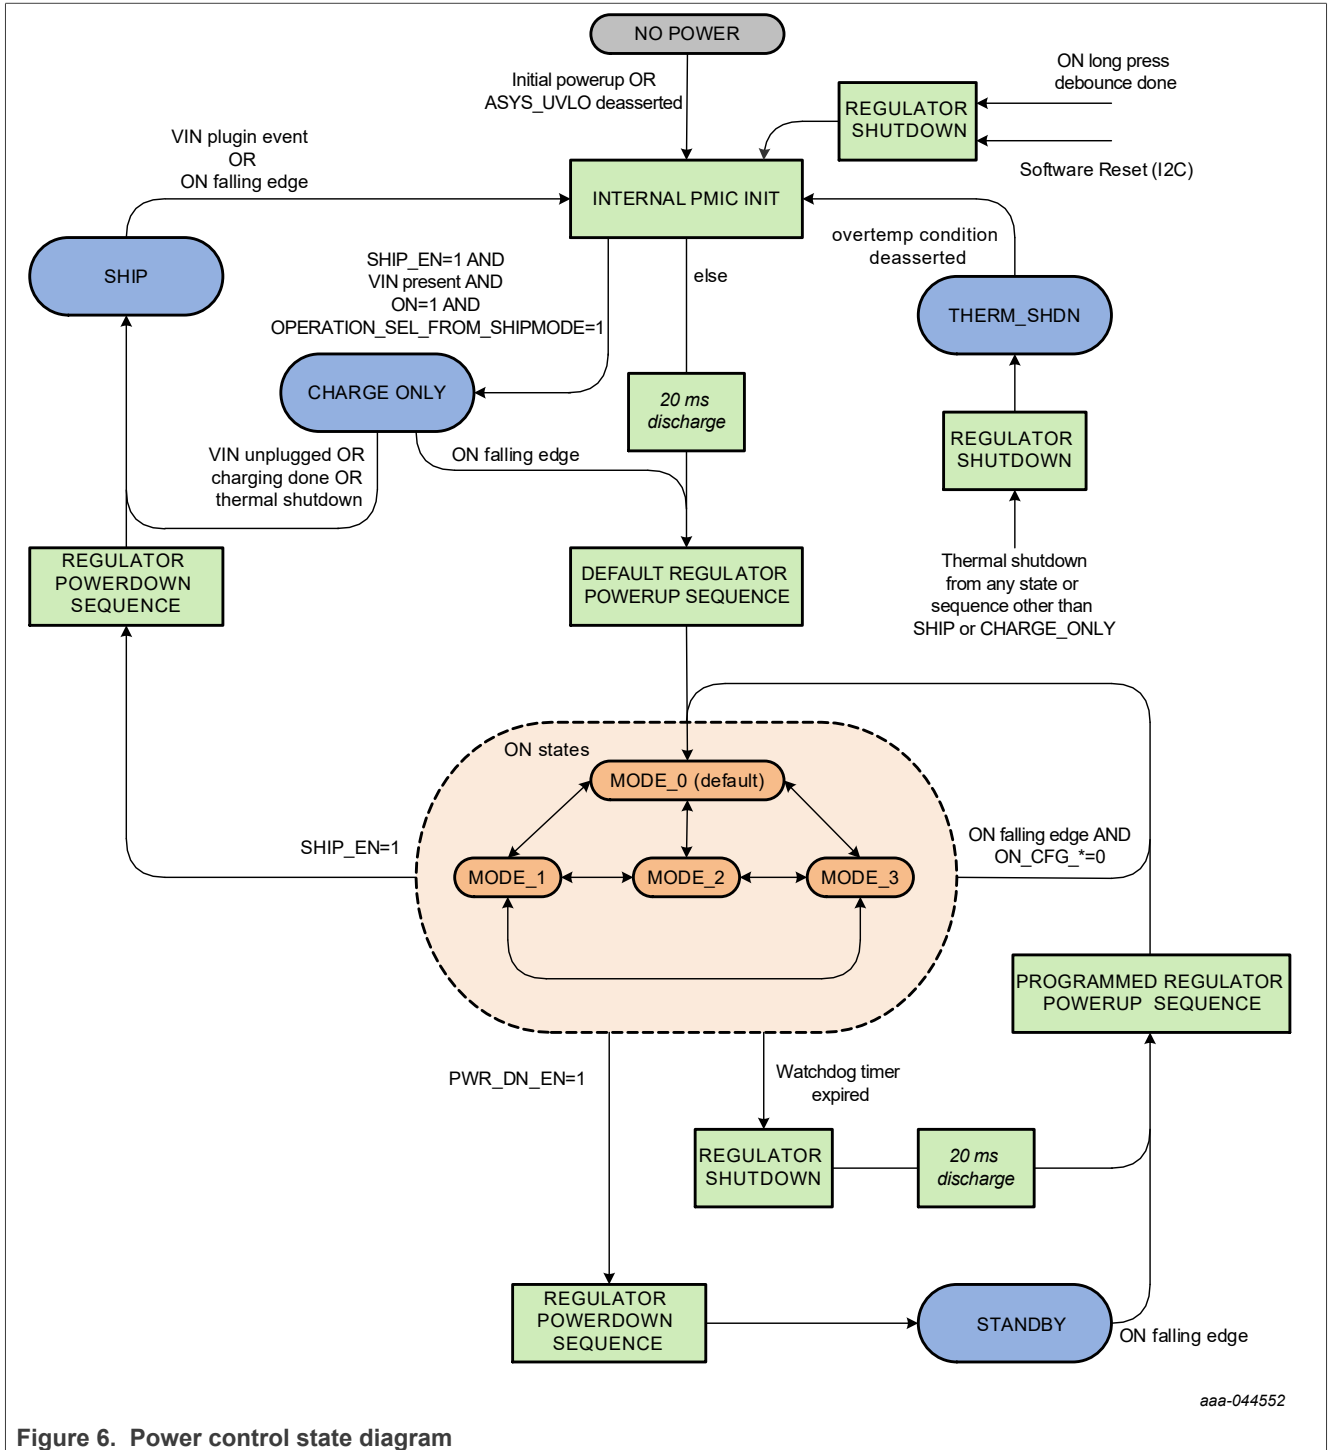 NO POWER
Initial powerup OR
ASYS_UVLO deasserted
ON long press
debounce done
REGULATOR
SHUTDOWN
Software Reset (I2C)
VIN plugin event
OR
ON falling edge
INTERNAL PMIC INIT
SHIP
SHIP_EN=1 AND
VIN present AND
ON=1 AND
OPERATION_SEL_FROM_SHIPMODE=1
else
overtemp condition
deasserted
THERM_SHDN
CHARGE ONLY
20 ms
discharge
REGULATOR
SHUTDOWN
VIN unplugged OR
charging done OR
thermal shutdown
ON falling edge
REGULATOR
POWERDOWN
SEQUENCE
DEFAULT REGULATOR
POWERUP SEQUENCE
Thermal shutdown
from any state or
sequence other than
SHIP or CHARGE_ONLY
ON states
MODE_0 (default)
SHIP_EN=1
ON falling edge AND
ON_CFG_*=0
MODE_1
MODE_2
MODE_3
PROGRAMMED REGULATOR
POWERUP SEQUENCE
PWR_DN_EN=1
Watchdog timer
expired
REGULATOR
SHUTDOWN
20 ms
discharge
REGULATOR
POWERDOWN
SEQUENCE
STANDBY
ON falling edge
aaa-044552
Figure 6. Power control state diagram